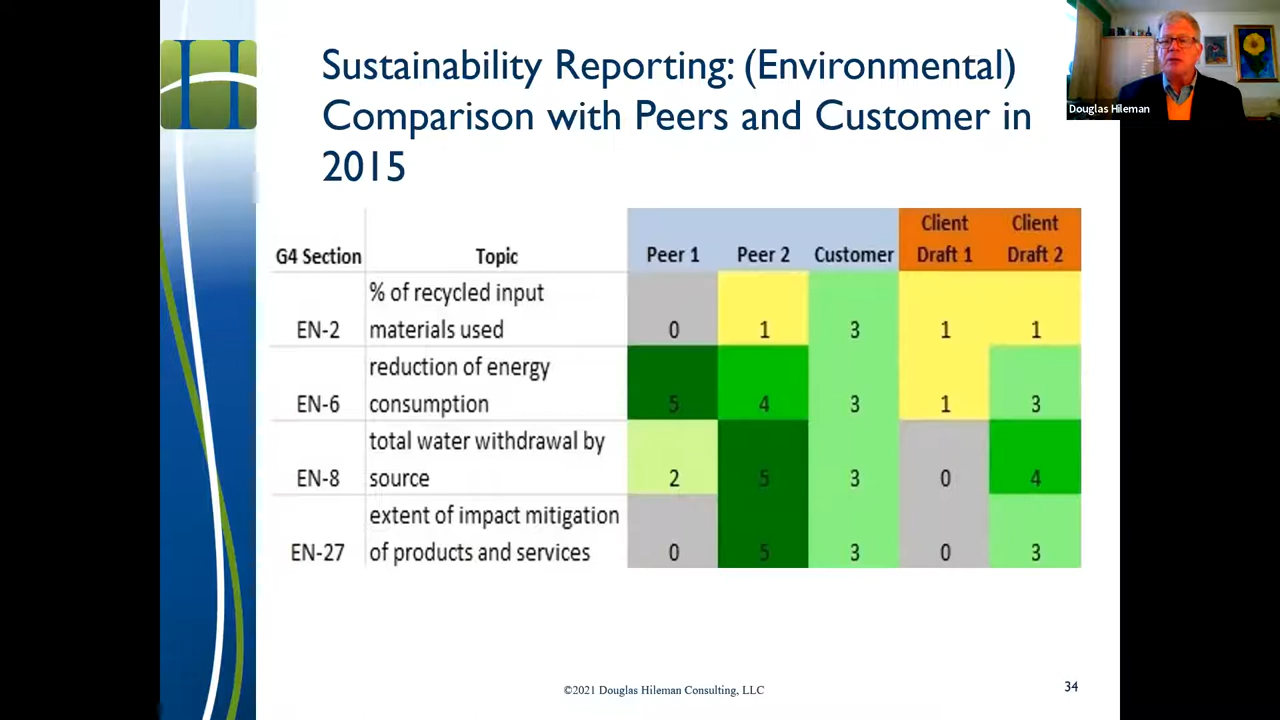 Sustainability Reporting: (Environmental)
Comparison with Peers and Customer in
2015
Douglas Hileman
G4 Section Topic Peer 1 Peer 2 Customer Client Draft 1 Client Draft 2
EN-2 % of recycled input materials used 0 1 3 1 1
EN-6 reduction of energy consumption 5 4 3 1 3
EN-8 total water withdrawal by source 2 5 3 0 4
EN-27 extent of impact mitigation of products and services 0 5 3 0 3
©2021 Douglas Hileman Consulting, LLC
34